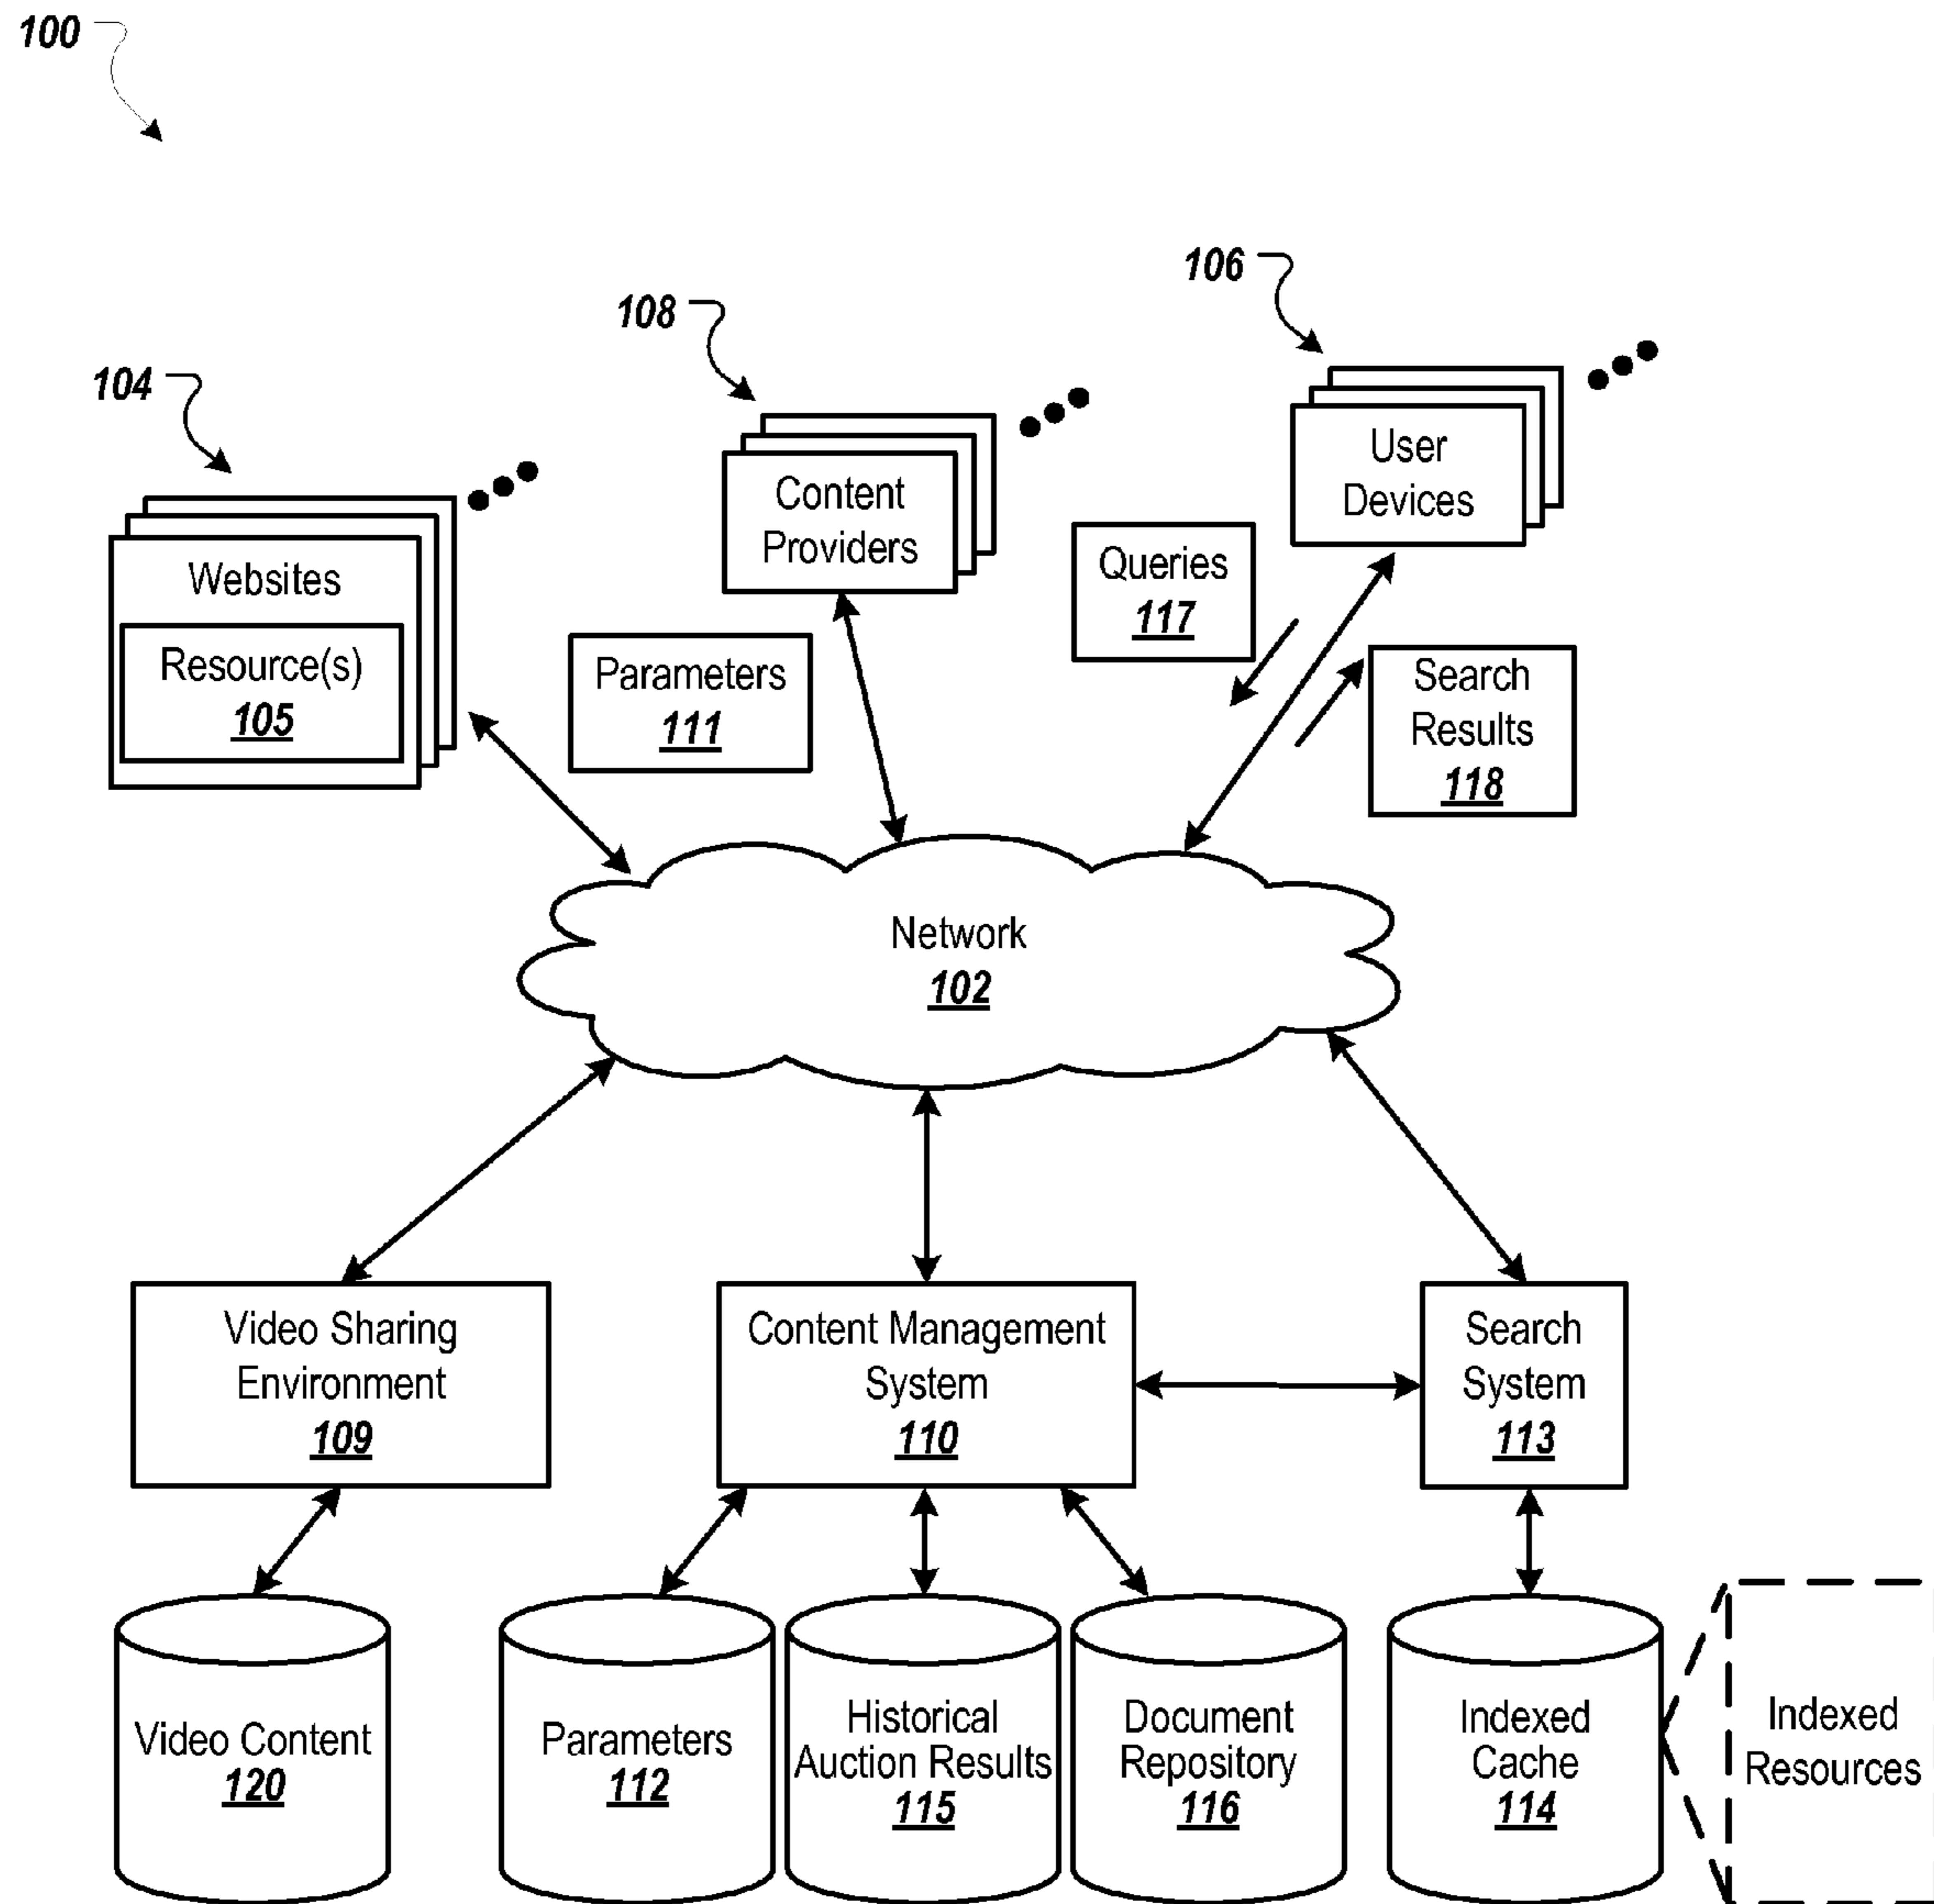 100
106
108
104
User
Devices
Content
Providers
Queries
117
Websites
Resource(s)
105
Parameters
111
Search
Results
118
Network
102
Video Sharing
Environment
109
Content Management
System
110
Search
System
113
Video Content
120
Parameters
112
Historical
Auction Results
115
Document
Repository
116
Indexed
Cache
114
Indexed
Resources